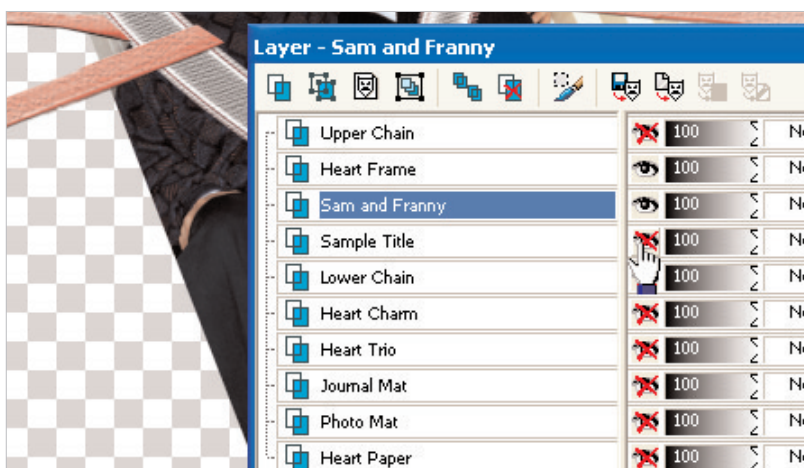 Layer - Sam and Franny
Upper Chain 100
Heart Frame 100
Sam and Franny 100
Sample Title 100
Lower Chain 100
Heart Charm 100
Heart Trio 100
Journal Mat 100
Photo Mat 100
Heart Paper 100